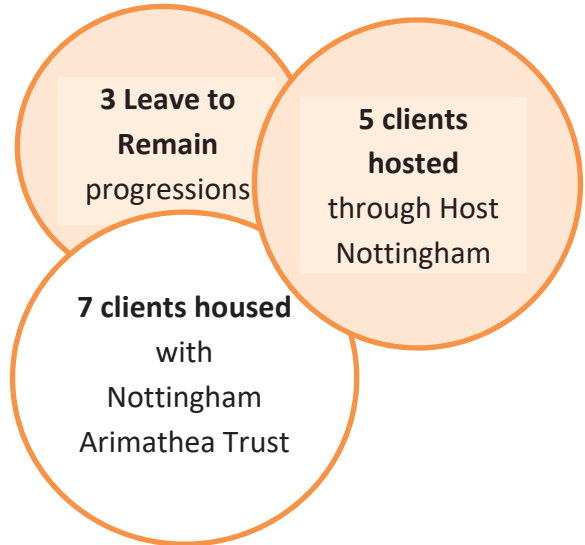 3 Leave to
Remain
progressions
5 clients
hosted
through Host
Nottingham
7 clients housed
with
Nottingham
Arimathea Trust